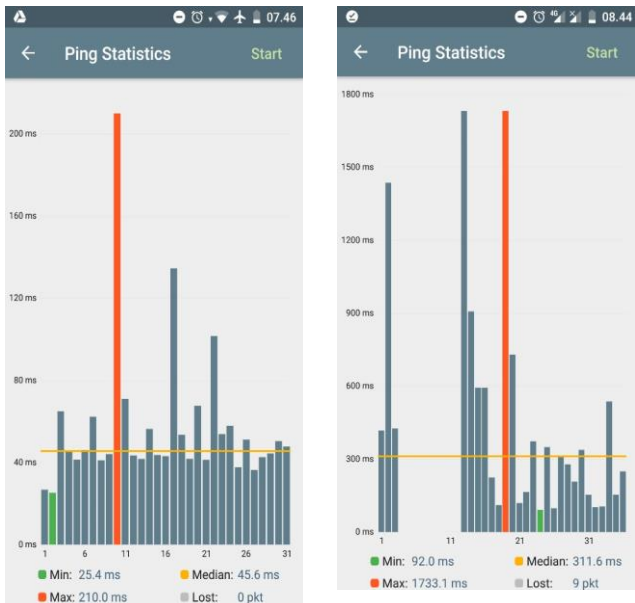 07.46
Ping Statistics
Start
200 ms
160 ms
120 ms
80 ms
40 ms
0 ms
1 6 11 16 21 26 31
Min: 25.4 ms Median: 45.6 ms
Max: 210.0 ms Lost: 0 pkt
4G 08.44
Ping Statistics
Start
1800 ms
1500 ms
1200 ms
900 ms
600 ms
300 ms
0 ms
1 11 21 31
Min: 92.0 ms Median: 311.6 ms
Max: 1733.1 ms Lost: 9 pkt